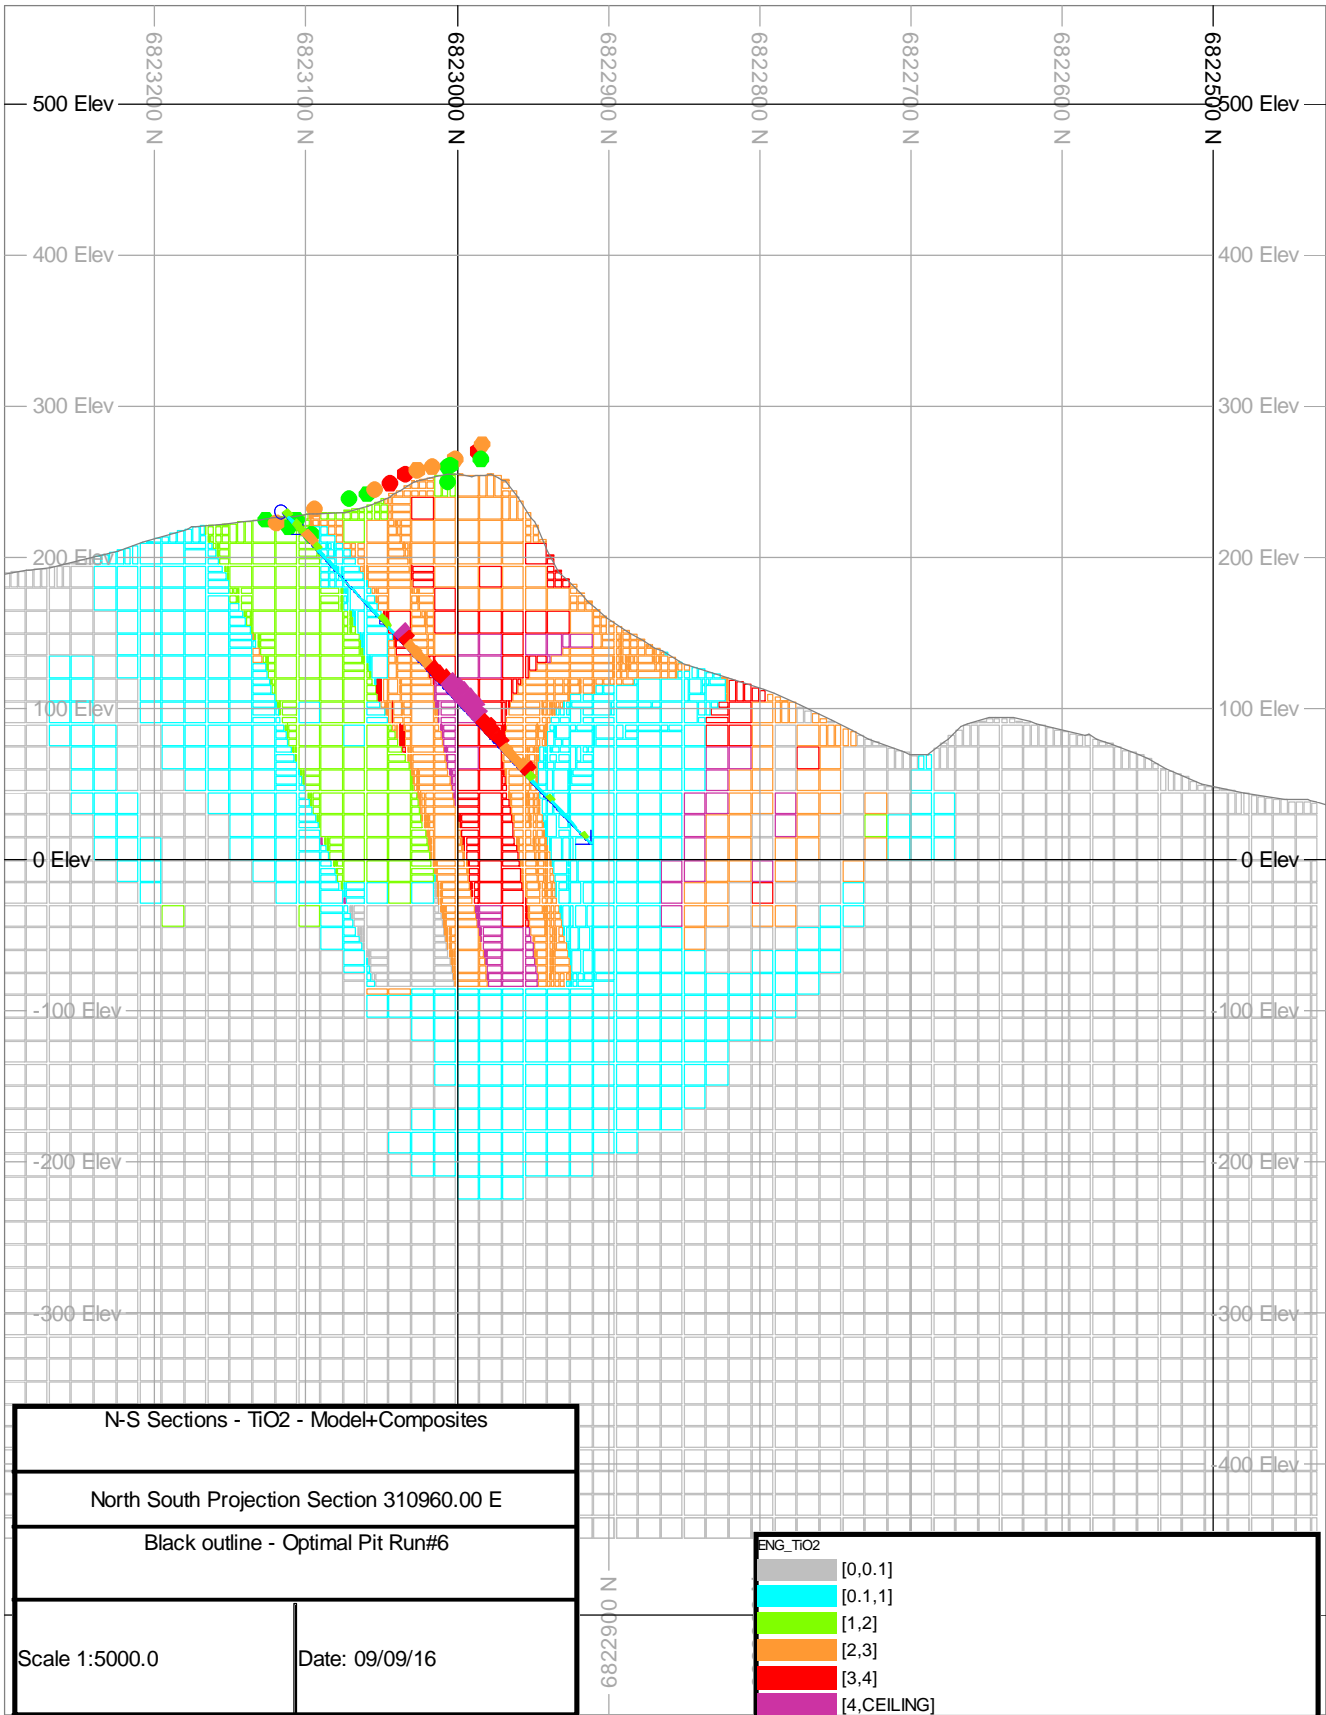 6823200 N
6823100 N
6823000 N
6822900 N
6822800 N
6822700 N
6822600 N
6822500 N
500 Elev
500 Elev
400 Elev
400 Elev
300 Elev
300 Elev
200 Elev
200 Elev
100 Elev
100 Elev
0 Elev
0 Elev
-100 Elev
-100 Elev
-200 Elev
-200 Elev
-300 Elev
-300 Elev
-400 Elev
N-S Sections - TiO2 - Model+Composites
North South Projection Section 310960.00 E
Black outline - Optimal Pit Run#6
Scale 1:5000.0
Date: 09/09/16
6822900 N
ENG_TiO2
[0,0.1]
[0.1,1]
[1,2]
[2,3]
[3,4]
[4,CEILING]